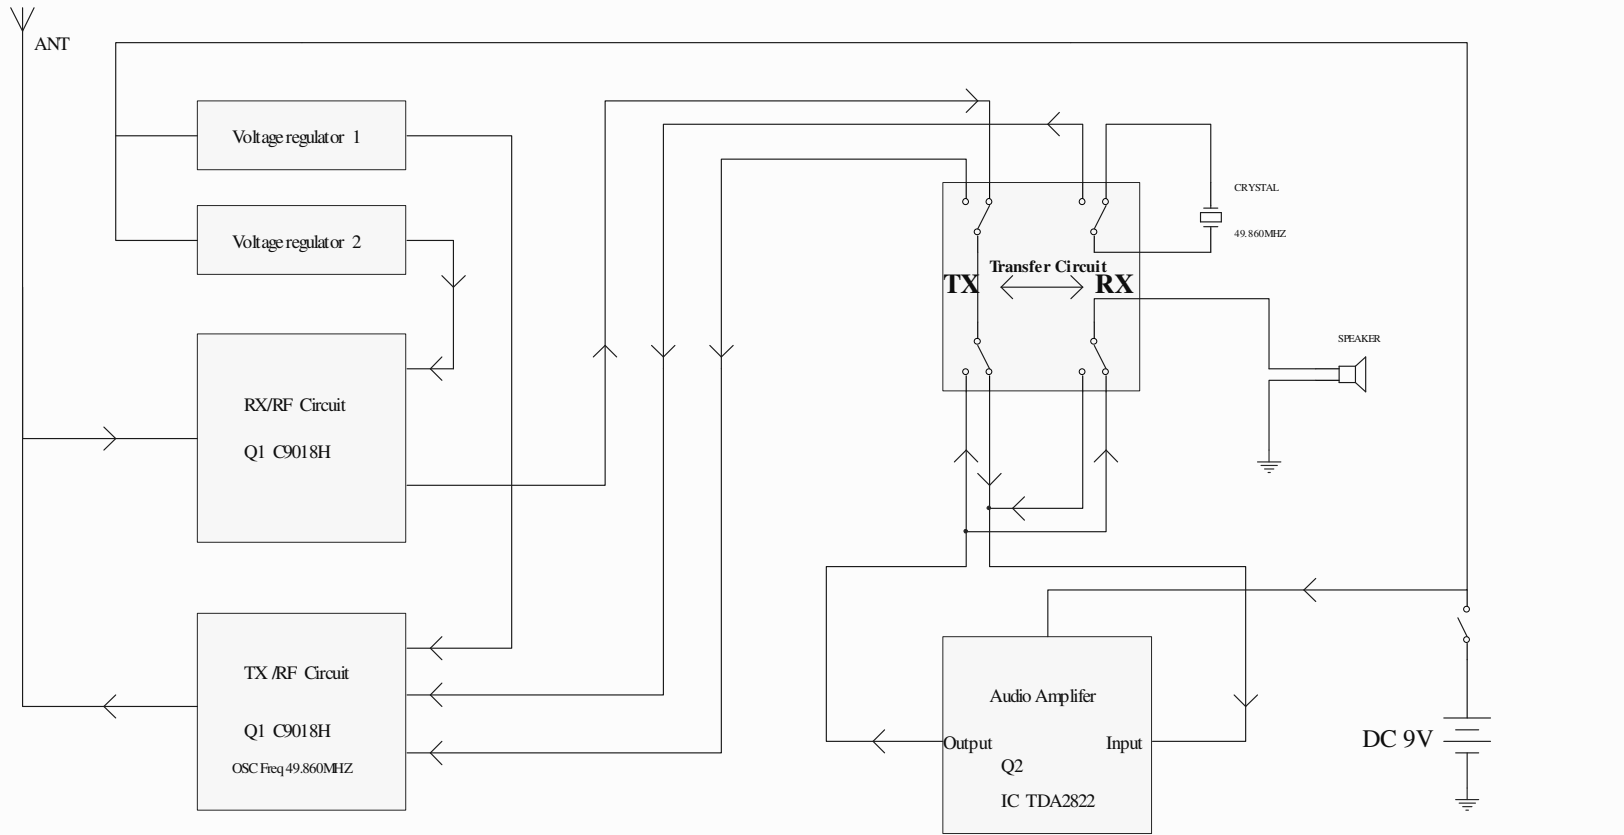 ANT
Voltage regulator 1
Voltage regulator 2
RX/RF Circuit
Q1 C9018H
TX /RF Circuit
Q1 C9018H
OSC Freq 49.860MHZ
Transfer Circuit
TX
RX
CRYSTAL
49.860MHZ
SPEAKER
Audio Amplifer
Output
Input
Q2
IC TDA2822
DC 9V